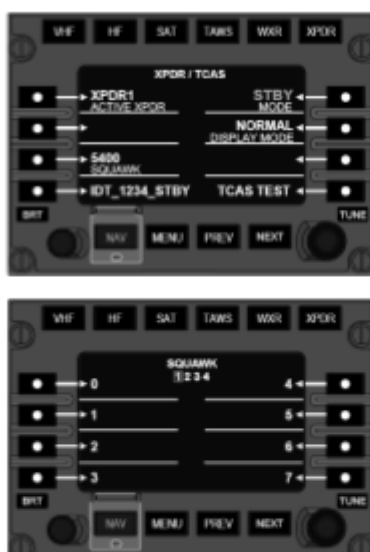 VHF HF SAT TAWS WXR XPDR
XPDR / TCAS
XPDR1 STBY
ACTIVE XPDR MODE
NORMAL
DISPLAY MODE
5400
SQUAWK
IDT_1234_STBY TCAS TEST
BRT TUNE
NAV MENU PREV NEXT
VHF HF SAT TAWS WXR XPDR
SQUAWK
1234
0 4
1 5
2 6
3 7
BRT TUNE
NAV MENU PREV NEXT